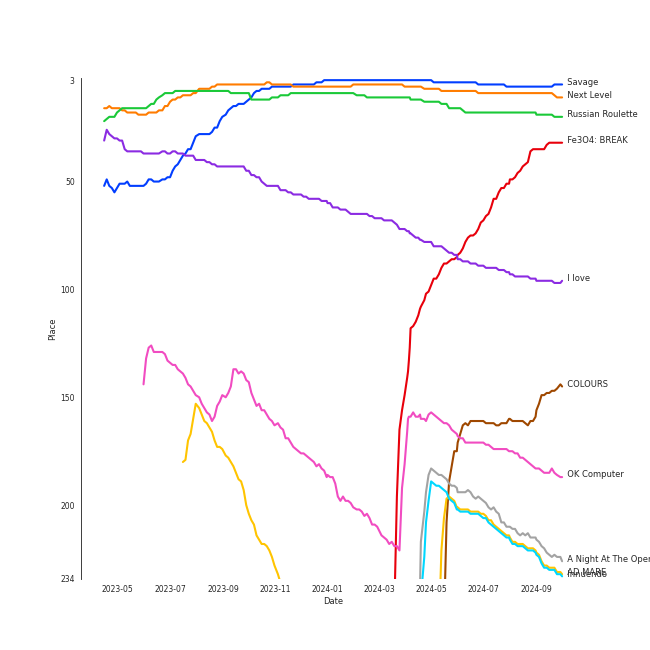 3
Savage
Next Level
Russian Roulette
Fe3O4: BREAK
50
I love
100
Place
COLOURS
150
OK Computer
200
A Night At The Oper
AD MARE
Innuendo
234
2023-05 2023-07 2023-09 2023-11 2024-01 2024-03 2024-05 2024-07 2024-09
Date